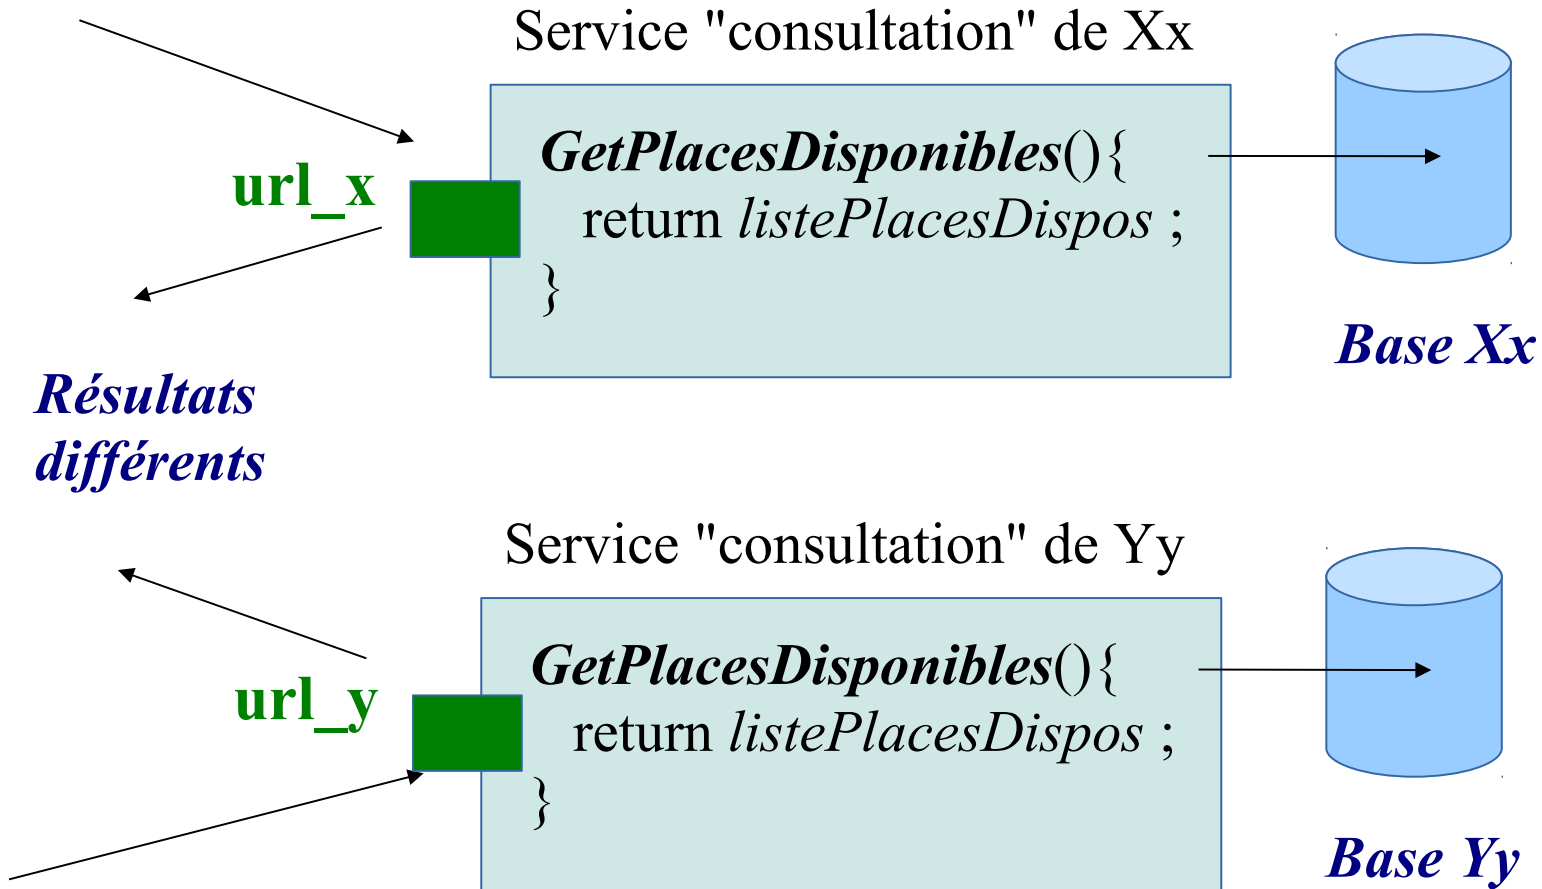 Service "consultation" de Xx
GetPlacesDisponibles(){
return listePlacesDispos ;
}
url_x
Base Xx
Résultats
différents
Service "consultation" de Yy
GetPlacesDisponibles(){
return listePlacesDispos ;
}
url_y
Base Yy